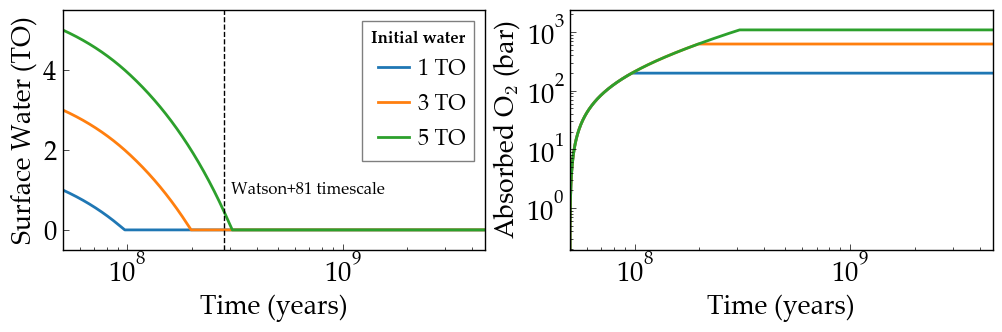 Surface Water (TO)
4
2
0
Initial water
1 TO
3 TO
5 TO
Watson+81 timescale
10⁸
10⁹
Time (years)
Absorbed O₂ (bar)
10³
10²
10¹
10⁰
10⁸
10⁹
Time (years)